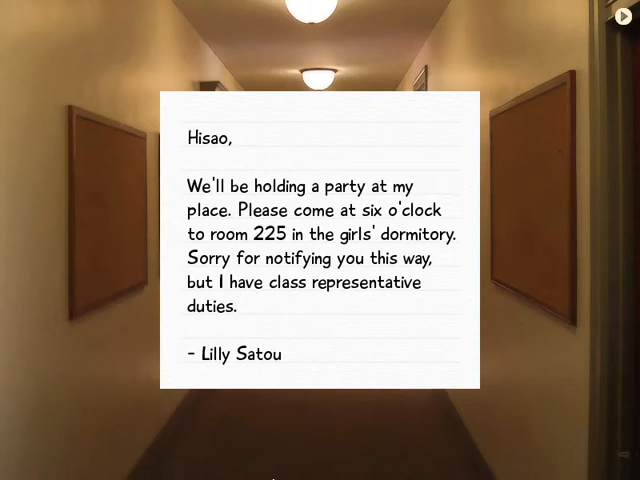 Hisao,
We'll be holding a party at my
place. Please come at six o'clock
to room 225 in the girls' dormitory.
Sorry for notifying you this way,
but I have class representative
duties.
- Lilly Satou